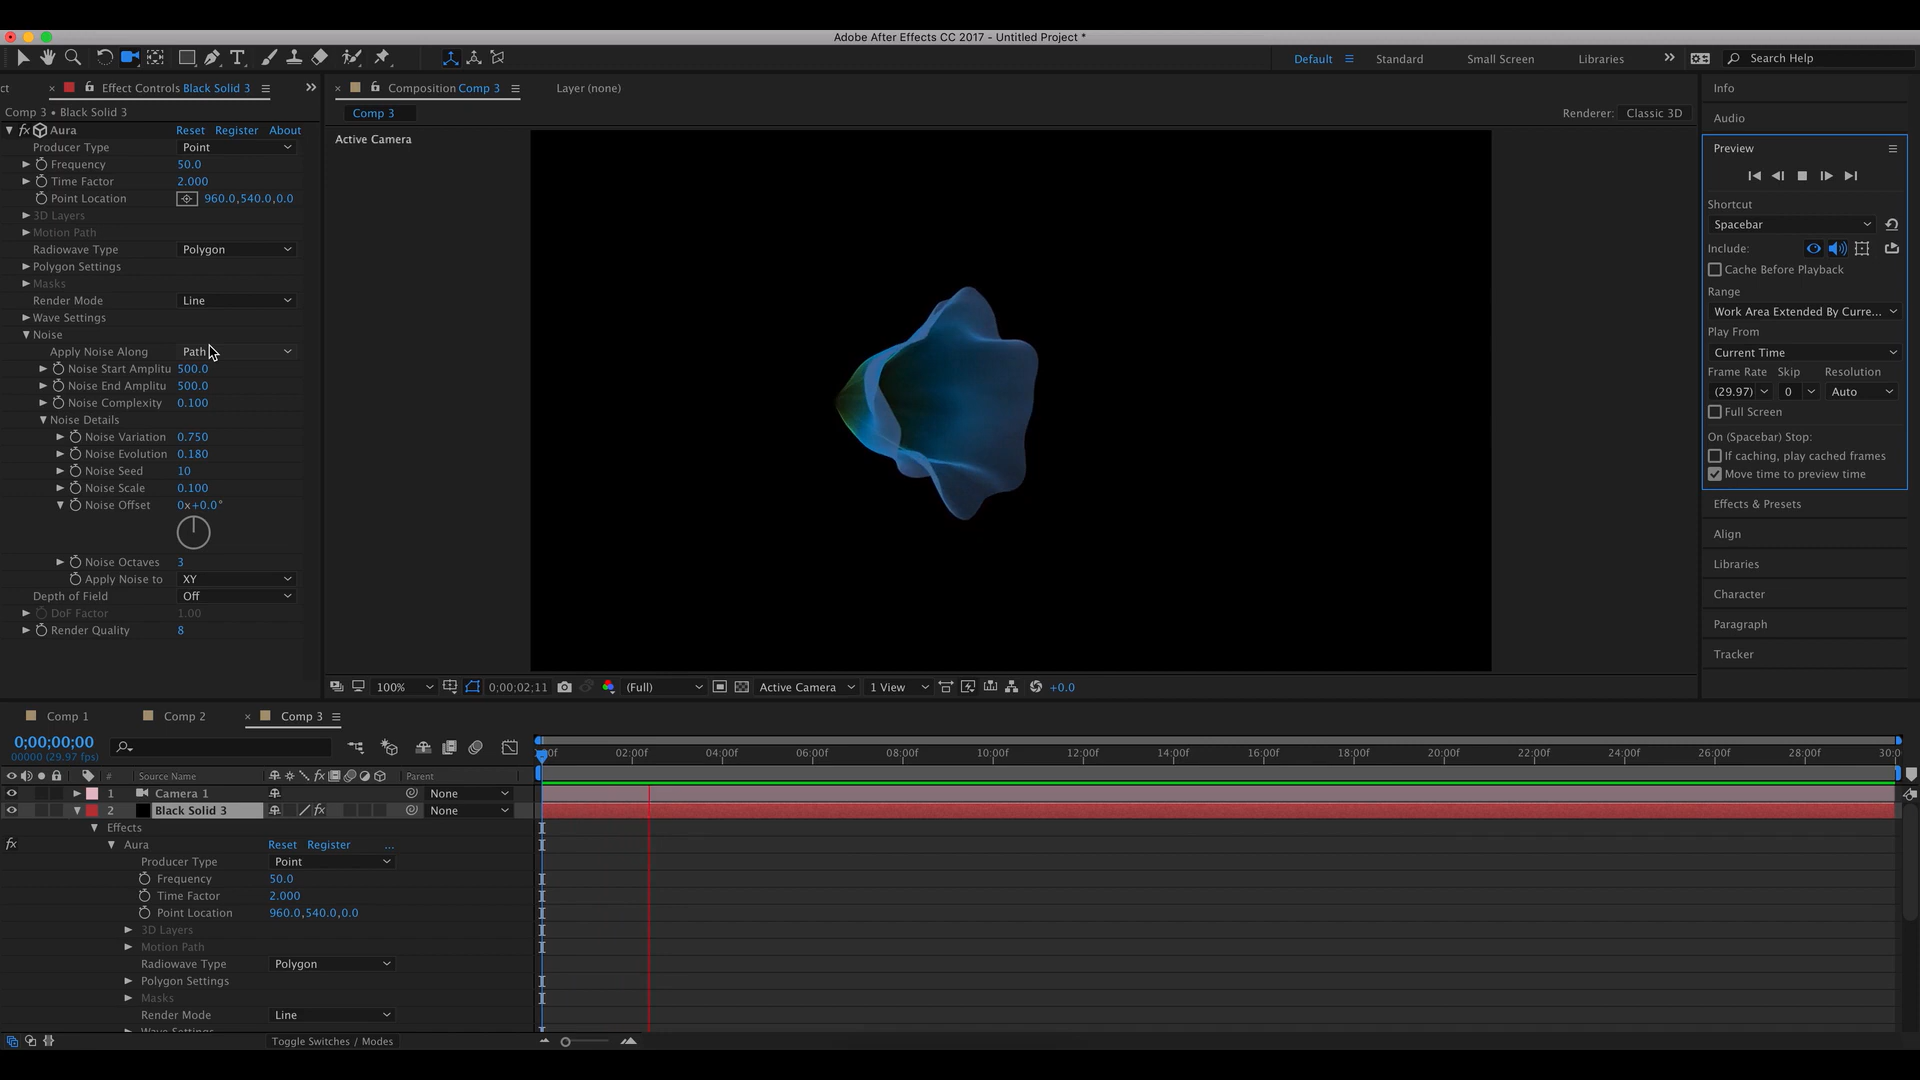 Adobe After Effects CC 2017 - Untitled Project *
Default
Standard
Small Screen
Libraries
Search Help
ct
Effect Controls Black Solid 3
Composition Comp 3
Layer (none)
Info
Comp 3 • Black Solid 3
Comp 3
Renderer: Classic 3D
Audio
fx Aura Reset Register About
Active Camera
Producer Type Point
Frequency 50.0
Time Factor 2.000
Point Location 960.0,540.0,0.0
3D Layers
Motion Path
Radiowave Type Polygon
Polygon Settings
Masks
Render Mode Line
Wave Settings
Noise
Apply Noise Along Path
Noise Start Amplitu 500.0
Noise End Amplitu 500.0
Noise Complexity 0.100
Noise Details
Noise Variation 0.750
Noise Evolution 0.180
Noise Seed 10
Noise Scale 0.100
Noise Offset 0x+0.0°
Noise Octaves 3
Apply Noise to XY
Depth of Field Off
DoF Factor 1.00
Render Quality 8
Preview
Shortcut
Spacebar
Include:
Cache Before Playback
Range
Work Area Extended By Curre...
Play From
Current Time
Frame Rate Skip Resolution
(29.97) 0 Auto
Full Screen
On (Spacebar) Stop:
If caching, play cached frames
Move time to preview time
Effects & Presets
Align
Libraries
Character
Paragraph
Tracker
100% 0;00;02;11 (Full) Active Camera 1 View +0.0
Comp 1
Comp 2
Comp 3
0;00;00;00
00000 (29.97 fps)
00f 02:00f 04:00f 06:00f 08:00f 10:00f 12:00f 14:00f 16:00f 18:00f 20:00f 22:00f 24:00f 26:00f 28:00f 30:0
# Source Name fx Parent
1 Camera 1 None
2 Black Solid 3 fx None
Effects
fx Aura Reset Register ...
Producer Type Point
Frequency 50.0
Time Factor 2.000
Point Location 960.0,540.0,0.0
3D Layers
Motion Path
Radiowave Type Polygon
Polygon Settings
Masks
Render Mode Line
Wave Settings
Toggle Switches / Modes